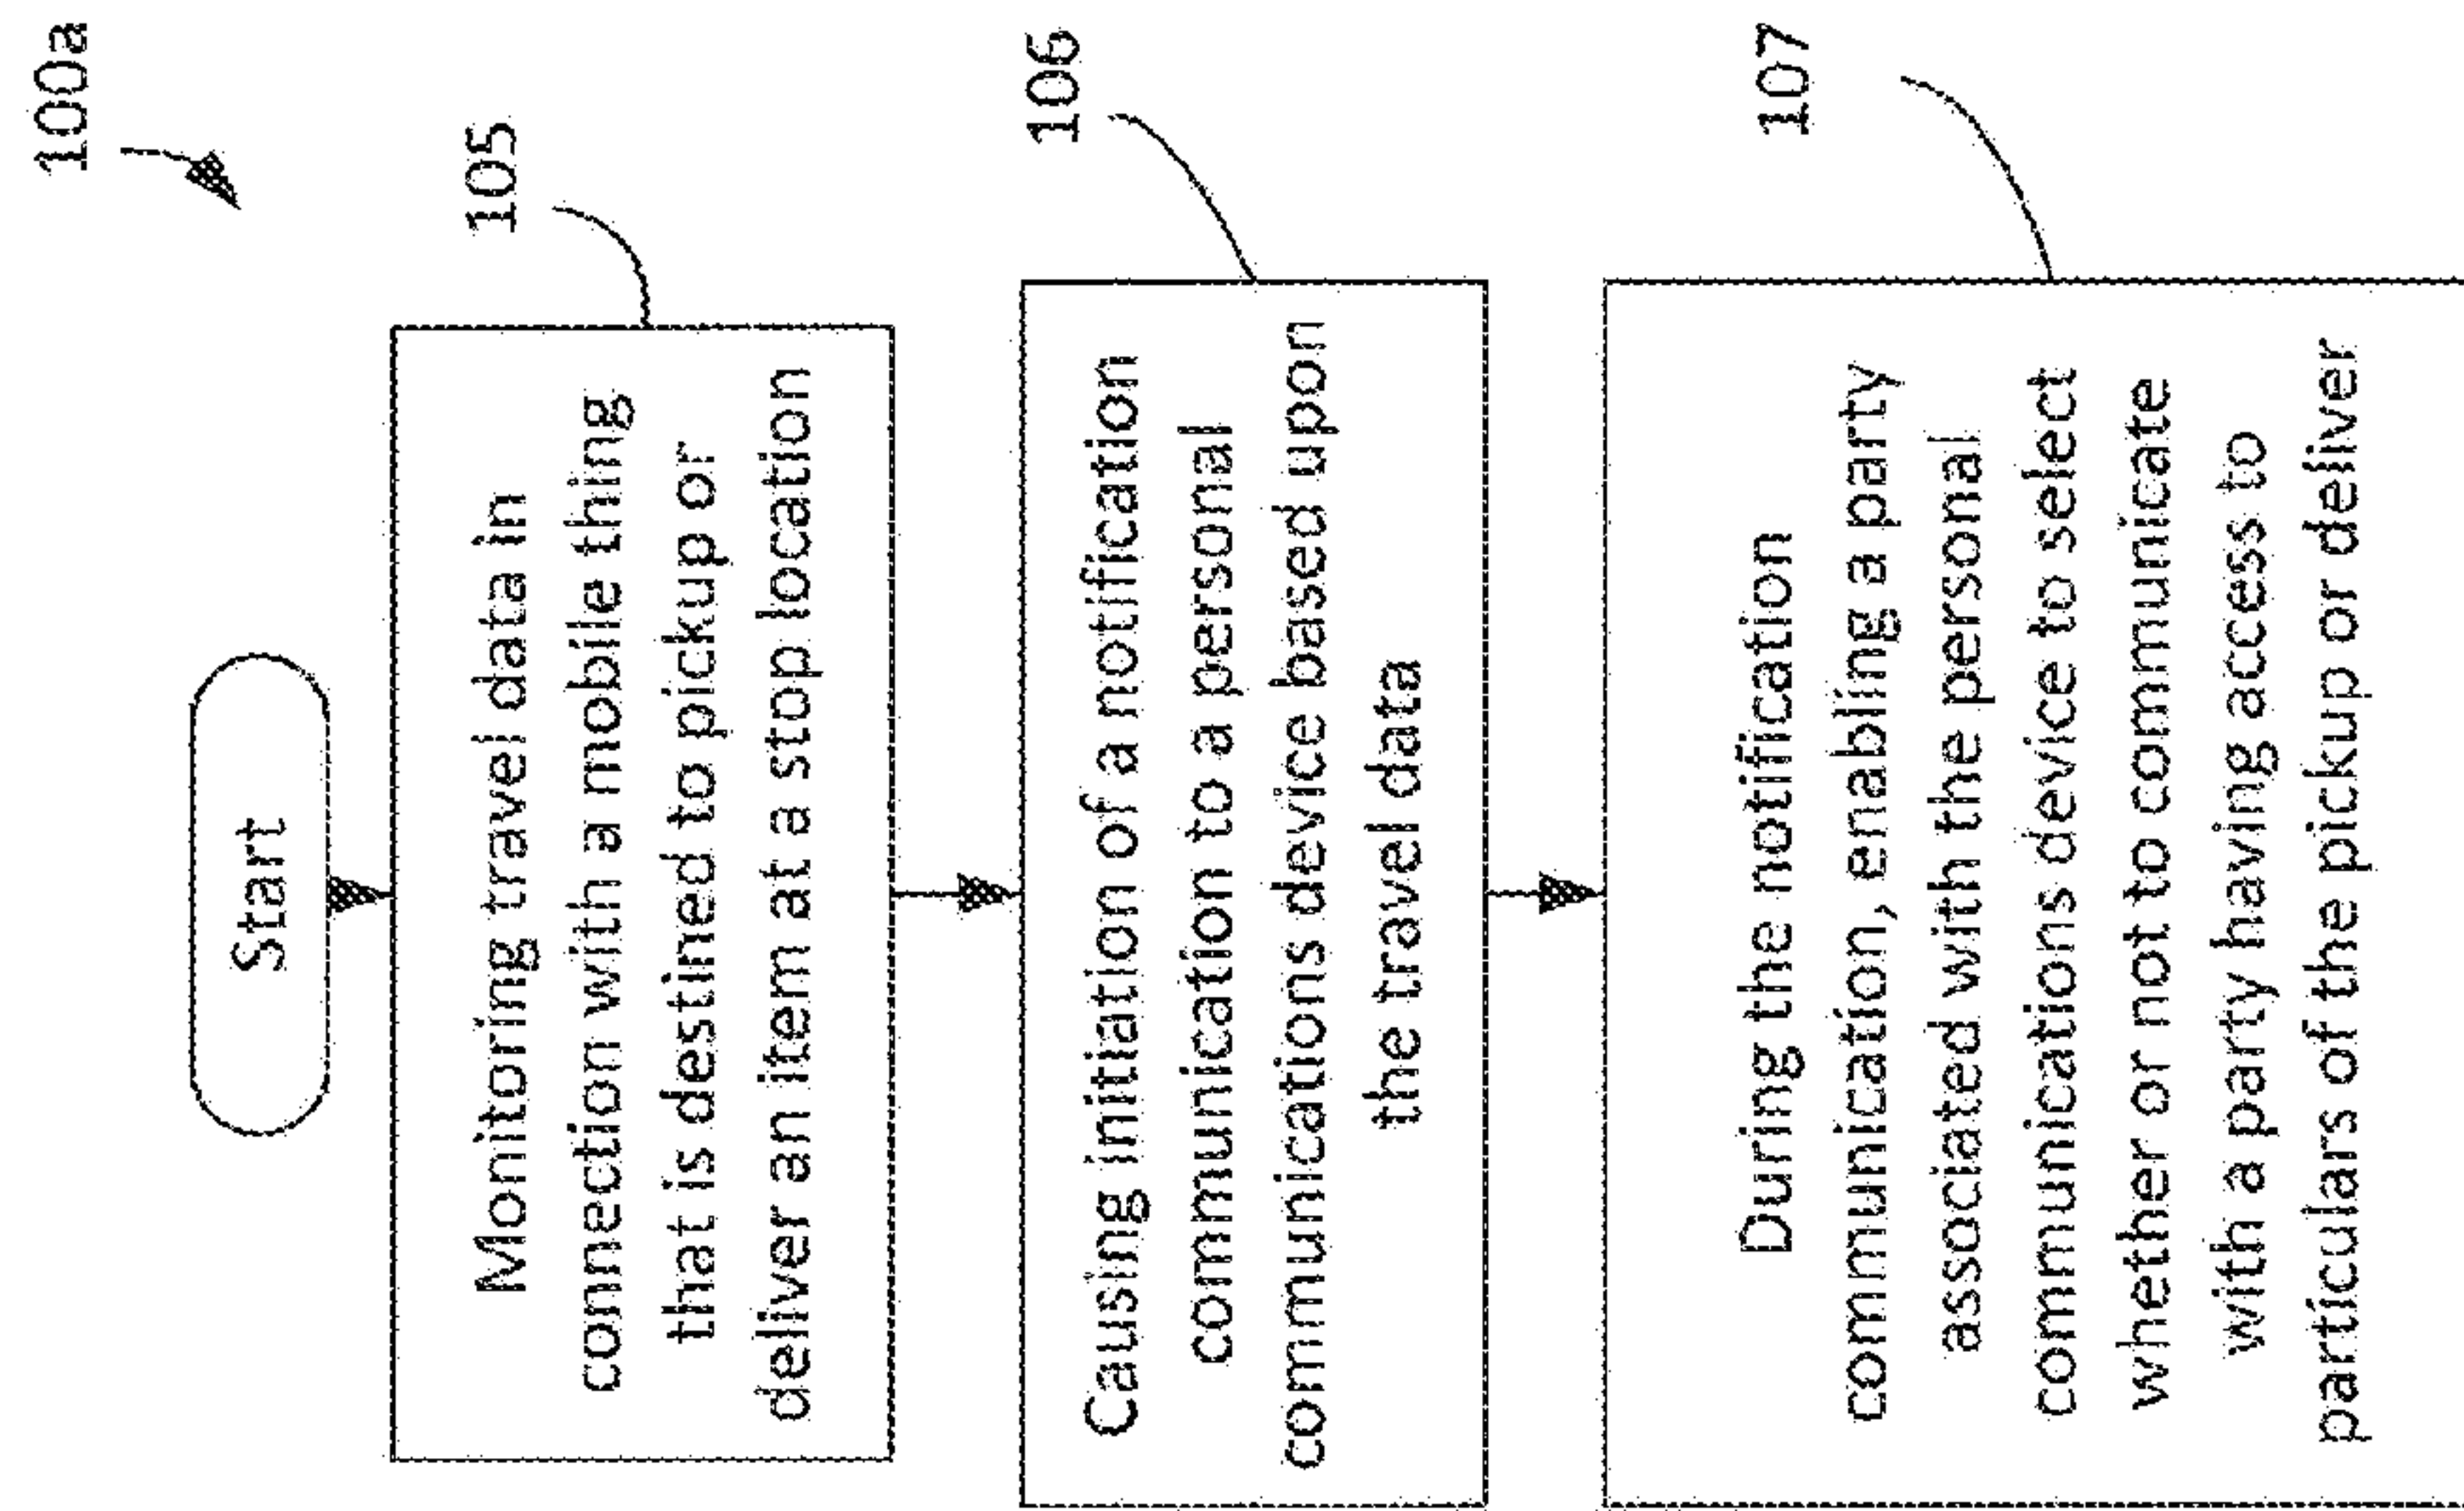 100a
Start
105
Monitoring travel data in
connection with a mobile thing
that is destined to pickup or
deliver an item at a stop location
106
Causing initiation of a notification
communication to a personal
communications device based upon
the travel data
107
During the notification
communication, enabling a party
associated with the personal
communications device to select
whether or not to communicate
with a party having access to
particulars of the pickup or deliver